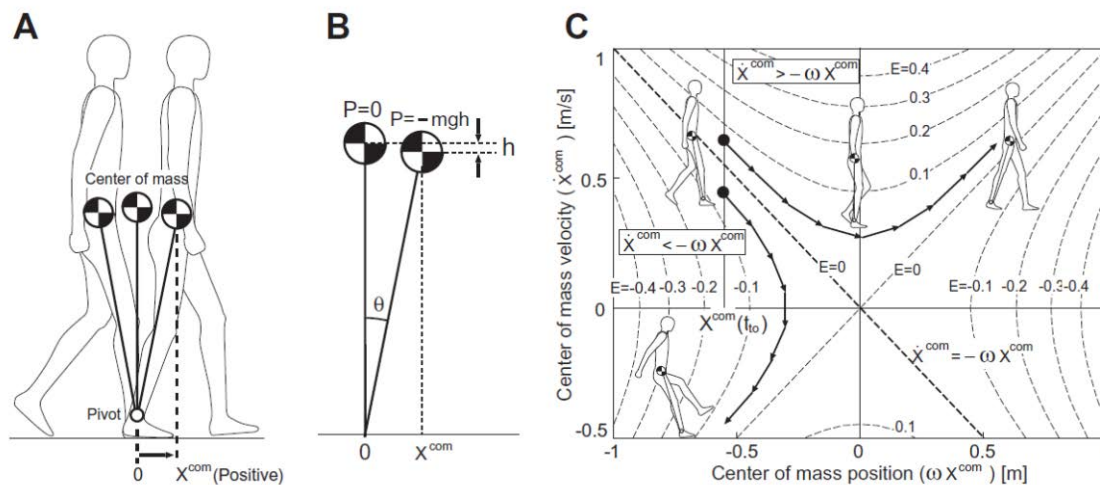 A
Center of mass
Pivot
0
X^com (Positive)
B
P=0
P=-mgh
h
θ
0
X^com
C
Center of mass velocity ( Ẋ^com ) [m/s]
1
0.5
0
-0.5
Ẋ^com > - ω X^com
E=0.4
0.3
0.2
0.1
Ẋ^com < - ω X^com
E=0
E=0
E=-0.4
-0.3
-0.2
-0.1
E=-0.1
-0.2
-0.3
-0.4
X^com (t_to)
Ẋ^com = - ω X^com
0.1
-1
-0.5
0
0.5
Center of mass position ( ω X^com ) [m]